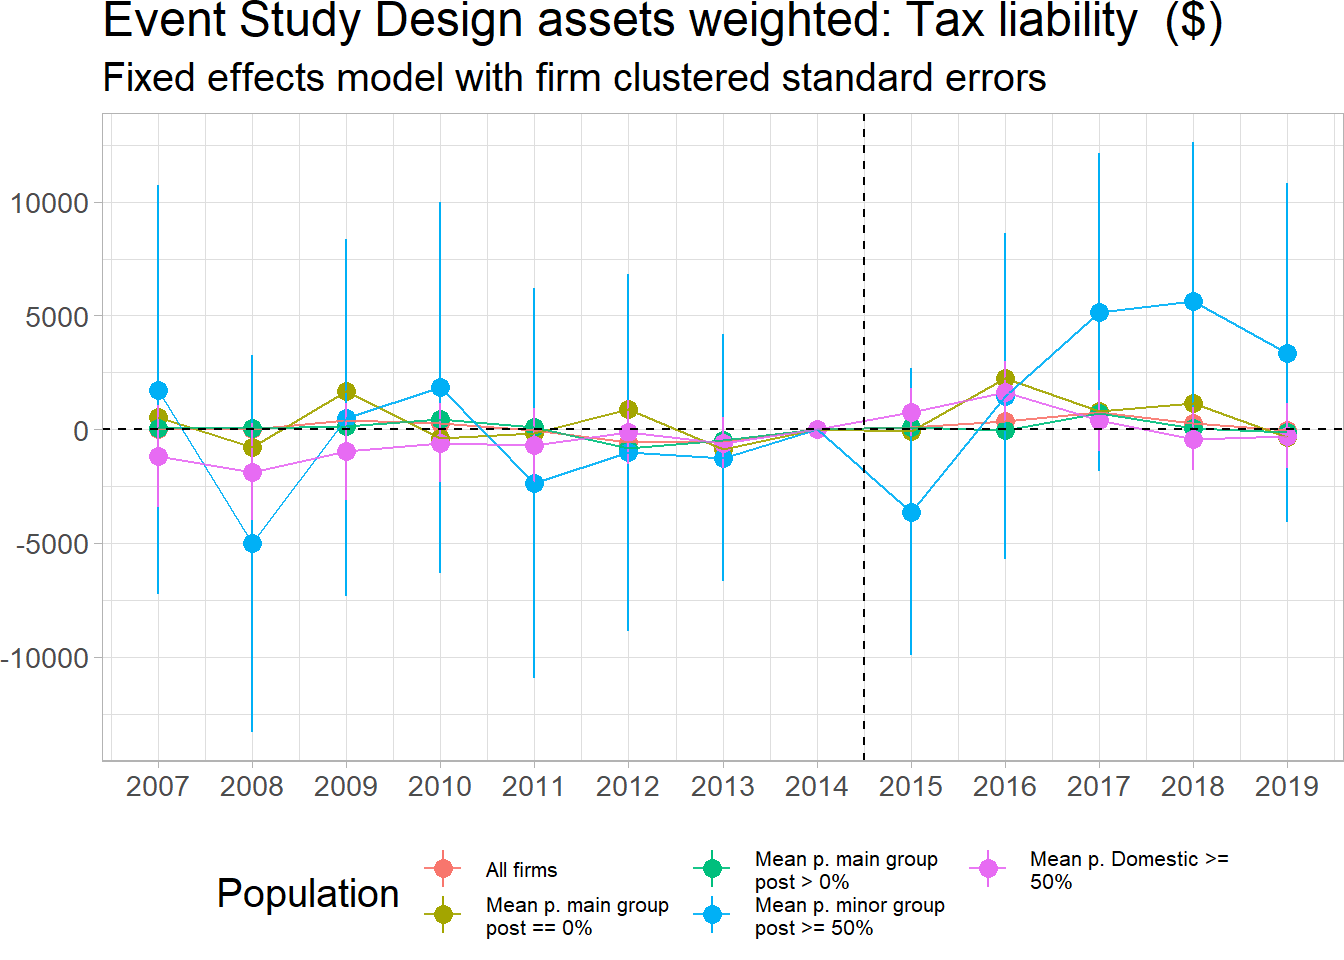 Event Study Design assets weighted: Tax liability  ($)
Fixed effects model with firm clustered standard errors
10000
5000
0
-5000
-10000
2007 2008 2009 2010 2011 2012 2013 2014 2015 2016 2017 2018 2019
Population
All firms
Mean p. main group
post == 0%
Mean p. main group
post > 0%
Mean p. minor group
post >= 50%
Mean p. Domestic >=
50%